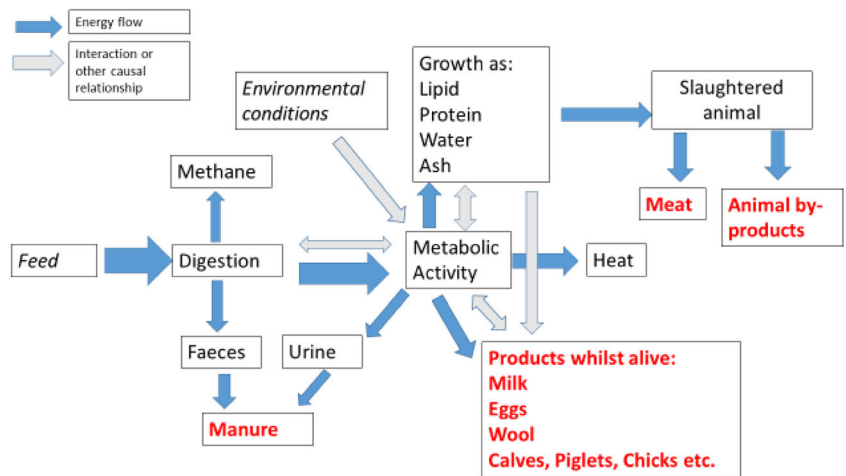 Energy flow
Interaction or
other causal
relationship
Environmental
conditions
Growth as:
Lipid
Protein
Water
Ash
Slaughtered
animal
Methane
Meat
Animal by-
products
Feed
Digestion
Metabolic
Activity
Heat
Faeces
Urine
Manure
Products whilst alive:
Milk
Eggs
Wool
Calves, Piglets, Chicks etc.